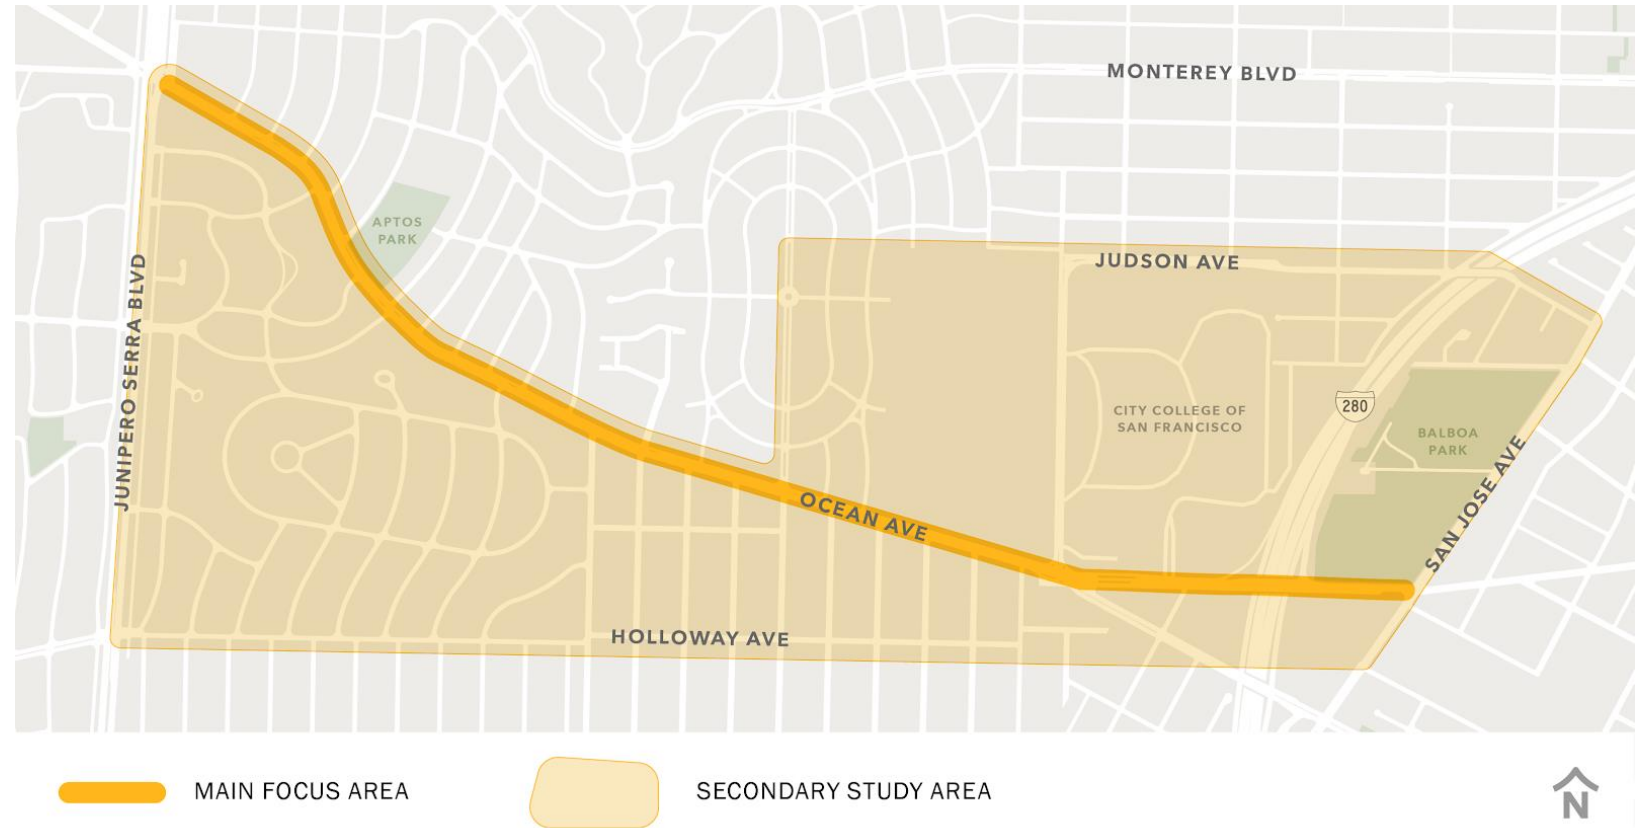 MONTEREY BLVD
APTOS
PARK
JUDSON AVE
JUNIPERO SERRA BLVD
280
CITY COLLEGE OF
SAN FRANCISCO
BALBOA
PARK
SAN JOSE AVE
OCEAN AVE
HOLLOWAY AVE
MAIN FOCUS AREA
SECONDARY STUDY AREA
N